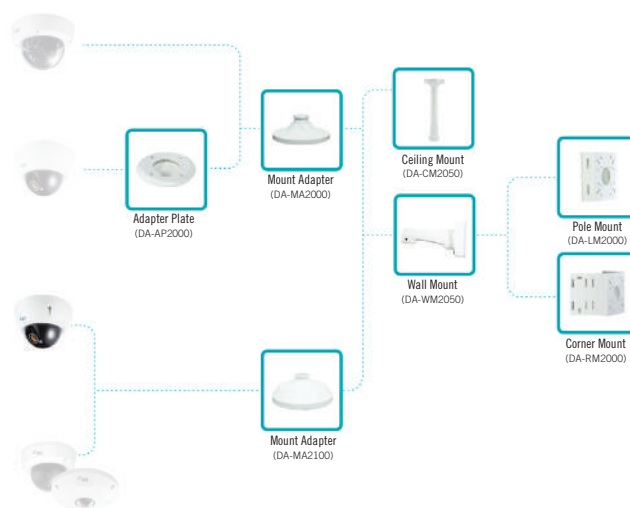 Ceiling Mount
(DA-CM2050)
Mount Adapter
(DA-MA2000)
Adapter Plate
(DA-AP2000)
Pole Mount
(DA-LM2000)
Wall Mount
(DA-WM2050)
Corner Mount
(DA-RM2000)
Mount Adapter
(DA-MA2100)